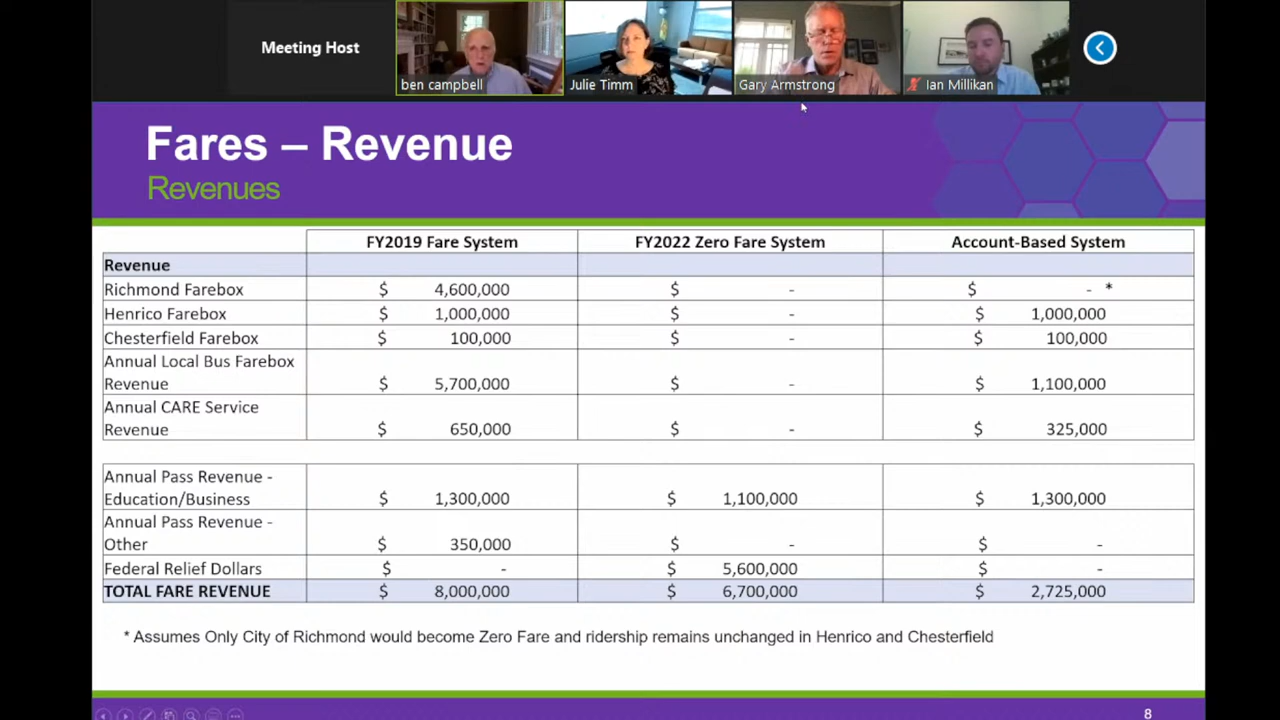 Meeting Host
ben campbell
Julie Timm
Gary Armstrong
Ian Millikan
Fares – Revenue
Revenues
FY2019 Fare System FY2022 Zero Fare System Account-Based System
Revenue
Richmond Farebox $ 4,600,000 $ - $ - *
Henrico Farebox $ 1,000,000 $ - $ 1,000,000
Chesterfield Farebox $ 100,000 $ - $ 100,000
Annual Local Bus Farebox
Revenue $ 5,700,000 $ - $ 1,100,000
Annual CARE Service
Revenue $ 650,000 $ - $ 325,000
Annual Pass Revenue -
Education/Business $ 1,300,000 $ 1,100,000 $ 1,300,000
Annual Pass Revenue -
Other $ 350,000 $ - $ -
Federal Relief Dollars $ - $ 5,600,000 $ -
TOTAL FARE REVENUE $ 8,000,000 $ 6,700,000 $ 2,725,000
* Assumes Only City of Richmond would become Zero Fare and ridership remains unchanged in Henrico and Chesterfield
8